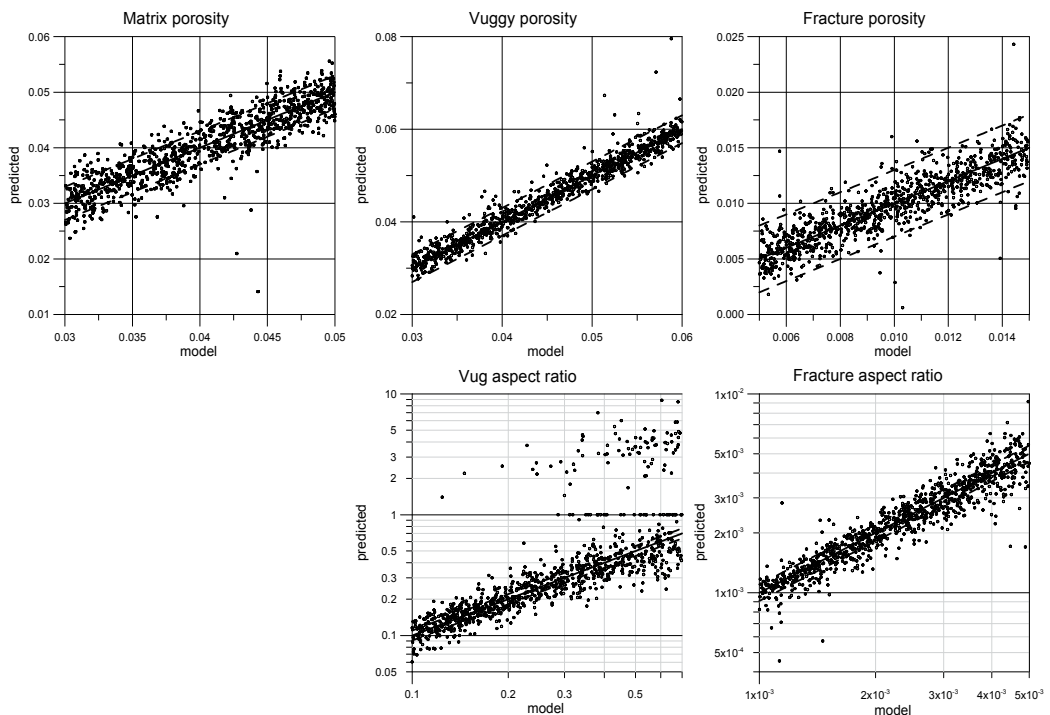 Matrix porosity
0.06
0.05
0.04
0.03
0.02
0.01
predicted
0.03
0.035
0.04
0.045
0.05
model
Vuggy porosity
0.08
0.06
0.04
0.02
predicted
0.03
0.04
0.05
0.06
model
Fracture porosity
0.025
0.020
0.015
0.010
0.005
0.000
predicted
0.006
0.008
0.010
0.012
0.014
model
Vug aspect ratio
10
5
3
2
1
0.5
0.3
0.2
0.1
0.05
predicted
0.1
0.2
0.3
0.5
model
Fracture aspect ratio
1x10⁻²
5x10⁻³
3x10⁻³
2x10⁻³
1x10⁻³
5x10⁻⁴
predicted
1x10⁻³
2x10⁻³
3x10⁻³
4x10⁻³
5x10⁻³
model